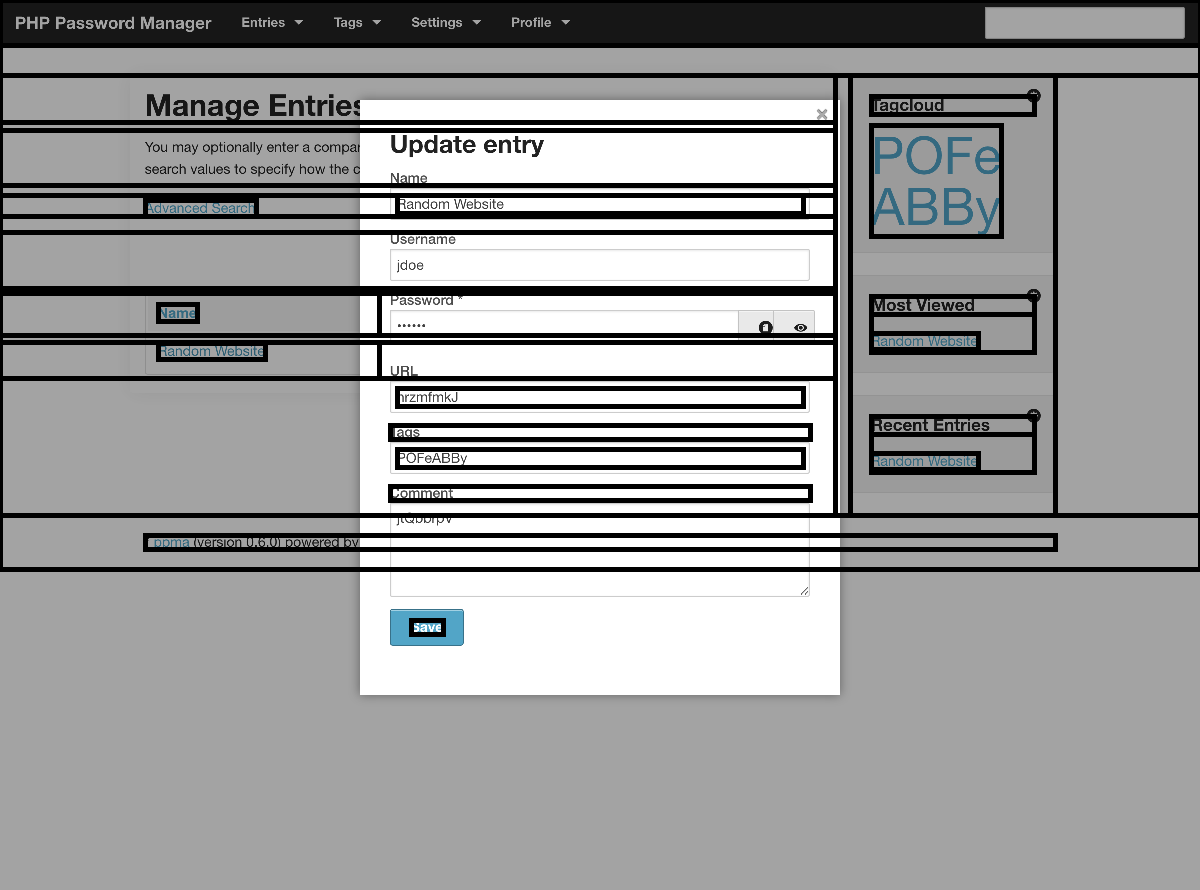 PHP Password Manager Entries Tags Settings Profile
Manage Entries
You may optionally enter a compa
search values to specify how the c
Advanced Search
Name
Random Website
×
Update entry
Name
Random Website
Username
jdoe
Password *
••••••
URL
hrzmfmkJ
Tags
POFeABBy
Comment
jtQbbrpV
Save
Tagcloud
POFe
ABBy
Most Viewed
Random Website
Recent Entries
Random Website
ppma (version 0.6.0) powered by